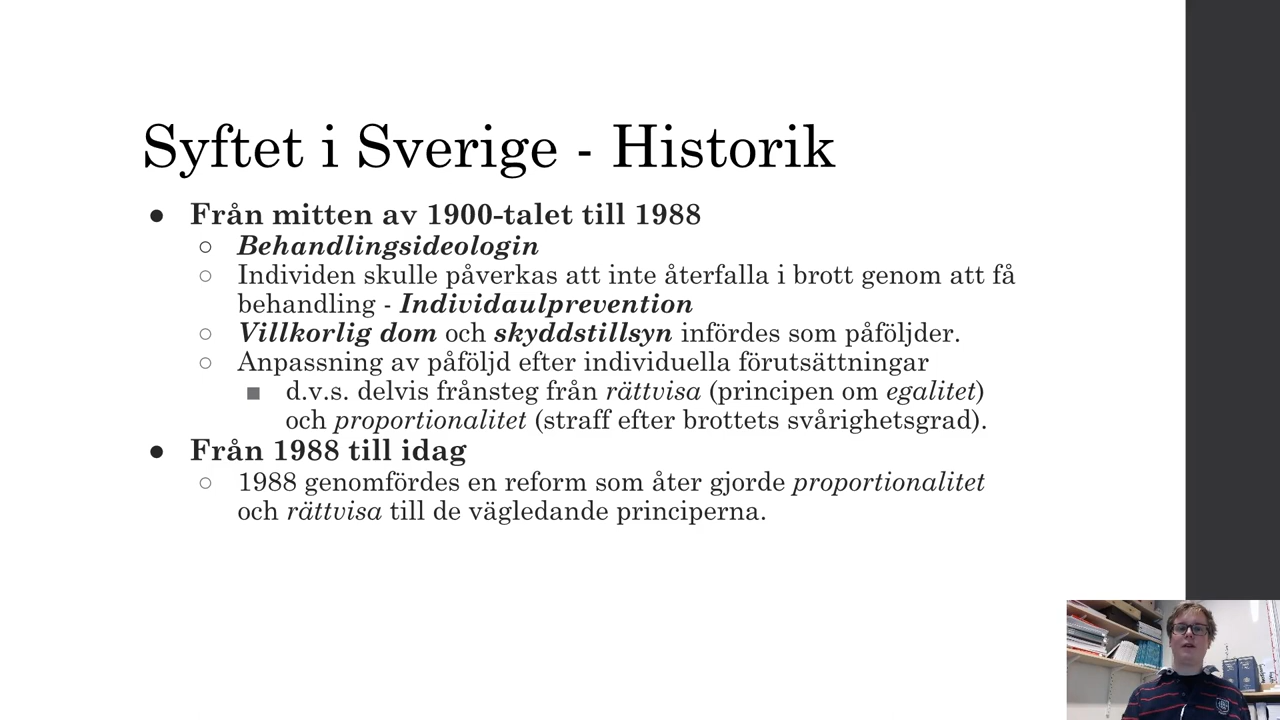 Syftet i Sverige - Historik
● Från mitten av 1900-talet till 1988
○ Behandlingsideologin
○ Individen skulle påverkas att inte återfalla i brott genom att få
behandling - Individaulprevention
○ Villkorlig dom och skyddstillsyn infördes som påföljder.
○ Anpassning av påföljd efter individuella förutsättningar
■ d.v.s. delvis frånsteg från rättvisa (principen om egalitet)
och proportionalitet (straff efter brottets svårighetsgrad).
● Från 1988 till idag
○ 1988 genomfördes en reform som åter gjorde proportionalitet
och rättvisa till de vägledande principerna.